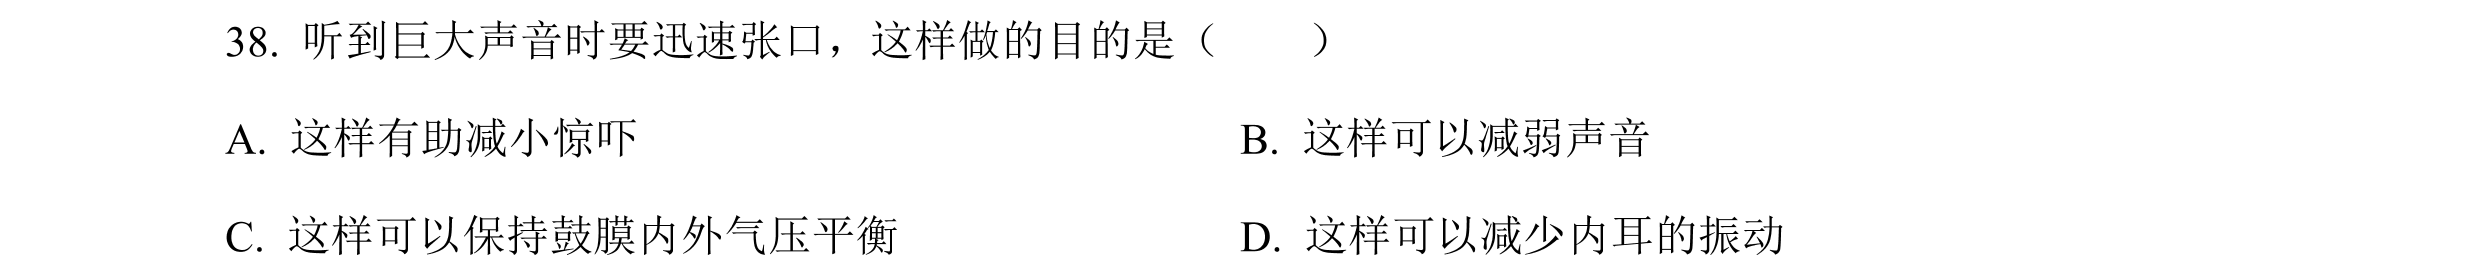 38. 听到巨大声音时要迅速张口，这样做的目的是（　　）
A. 这样有助减小惊吓　　B. 这样可以减弱声音
C. 这样可以保持鼓膜内外气压平衡　　D. 这样可以减少内耳的振动